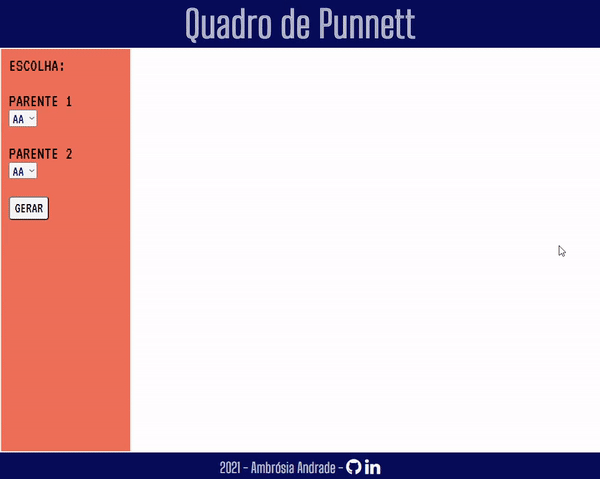 Quadro de Punnett
ESCOLHA:
PARENTE 1
AA
PARENTE 2
AA
GERAR
2021 - Ambrósia Andrade -